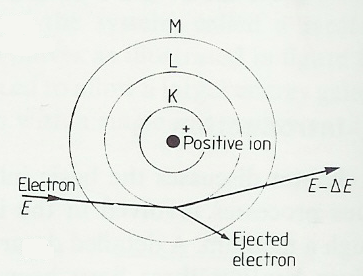 M
L
K
+
Positive ion
Electron
E
E–ΔE
Ejected
electron